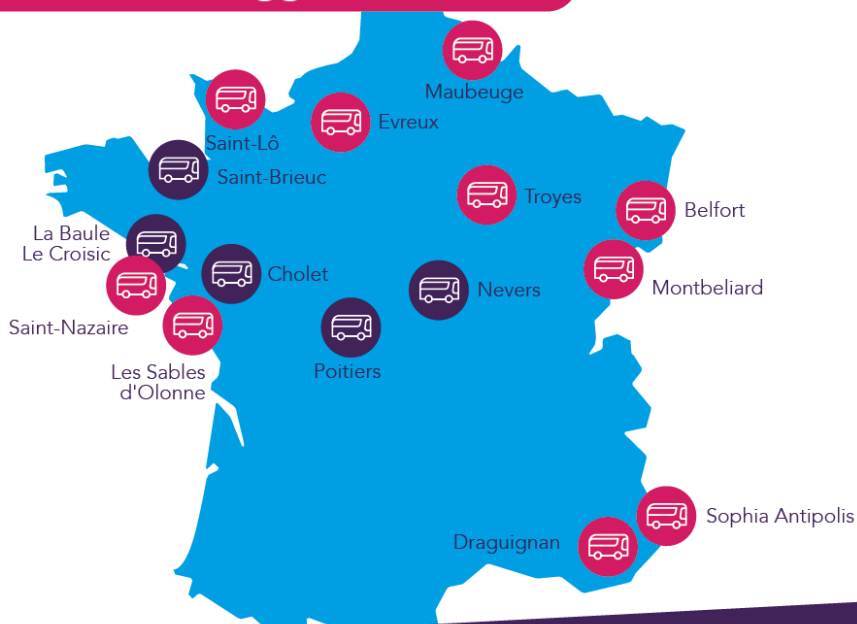 Maubeuge
Evreux
Saint-Lô
Saint-Brieuc
Troyes
Belfort
La Baule
Le Croisic
Cholet
Nevers
Montbeliard
Saint-Nazaire
Les Sables
d'Olonne
Poitiers
Sophia Antipolis
Draguignan